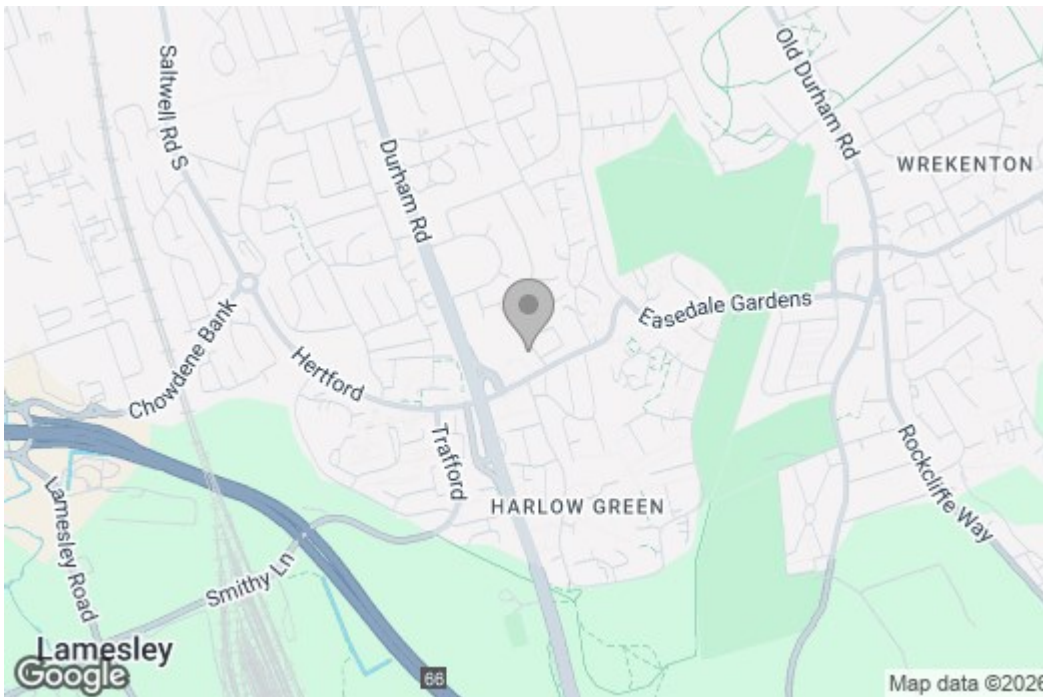 Saltwell Rd S
Old Durham Rd
Durham Rd
WREKENTON
Easedale Gardens
Chowdene Bank
Hertford
Trafford
Rockcliffe Way
HARLOW GREEN
Lamesley Road
Smithy Ln
Lamesley
Google
66
Map data ©2026